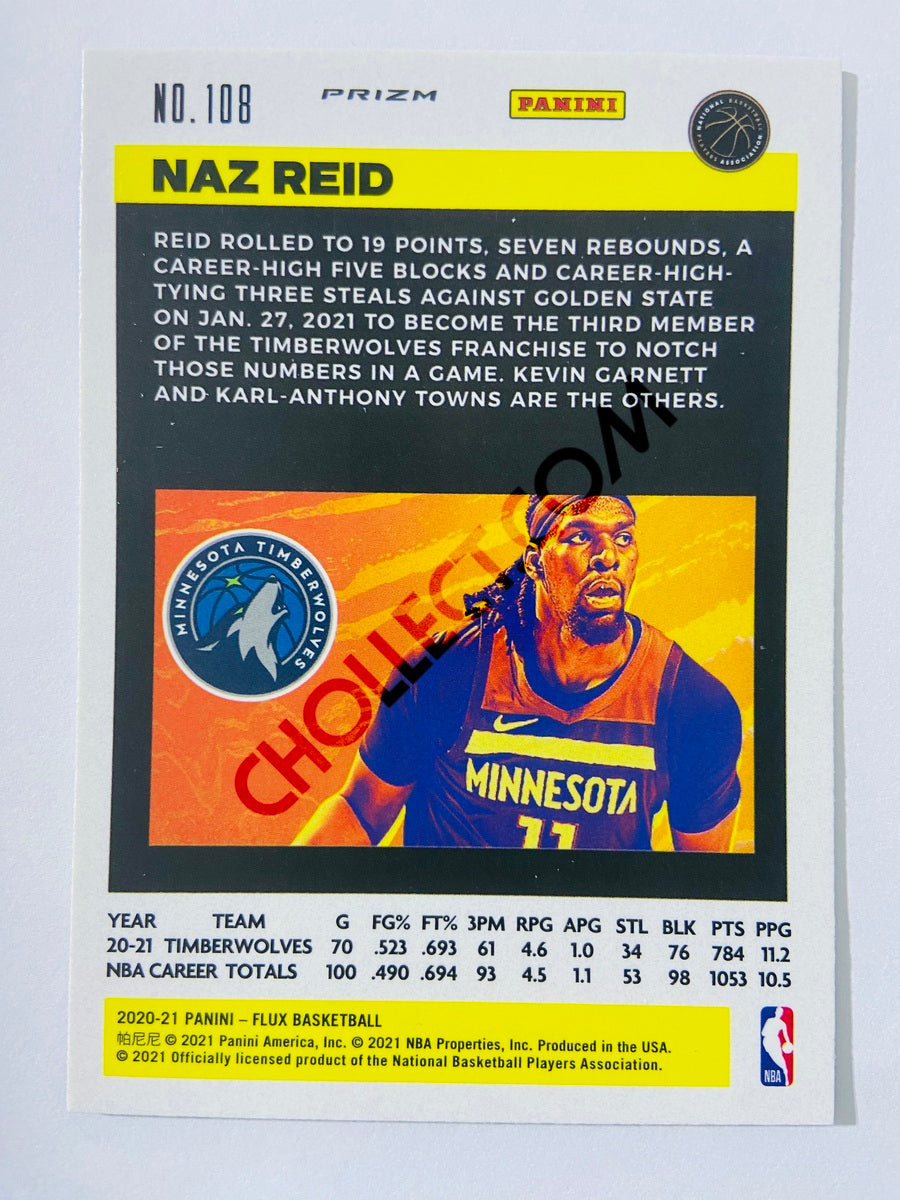 NO. 108 PRIZM PANINI NATIONAL BASKETBALL PLAYERS ASSOCIATION
NAZ REID
REID ROLLED TO 19 POINTS, SEVEN REBOUNDS, A
CAREER-HIGH FIVE BLOCKS AND CAREER-HIGH-
TYING THREE STEALS AGAINST GOLDEN STATE
ON JAN. 27, 2021 TO BECOME THE THIRD MEMBER
OF THE TIMBERWOLVES FRANCHISE TO NOTCH
THOSE NUMBERS IN A GAME. KEVIN GARNETT
AND KARL-ANTHONY TOWNS ARE THE OTHERS.
CHOLLECT.COM
MINNESOTA TIMBERWOLVES
MINNESOTA
11
YEAR TEAM G FG% FT% 3PM RPG APG STL BLK PTS PPG
20-21 TIMBERWOLVES 70 .523 .693 61 4.6 1.0 34 76 784 11.2
NBA CAREER TOTALS 100 .490 .694 93 4.5 1.1 53 98 1053 10.5
2020-21 PANINI – FLUX BASKETBALL
帕尼尼 © 2021 Panini America, Inc. © 2021 NBA Properties, Inc. Produced in the USA.
© 2021 Officially licensed product of the National Basketball Players Association.
NBA